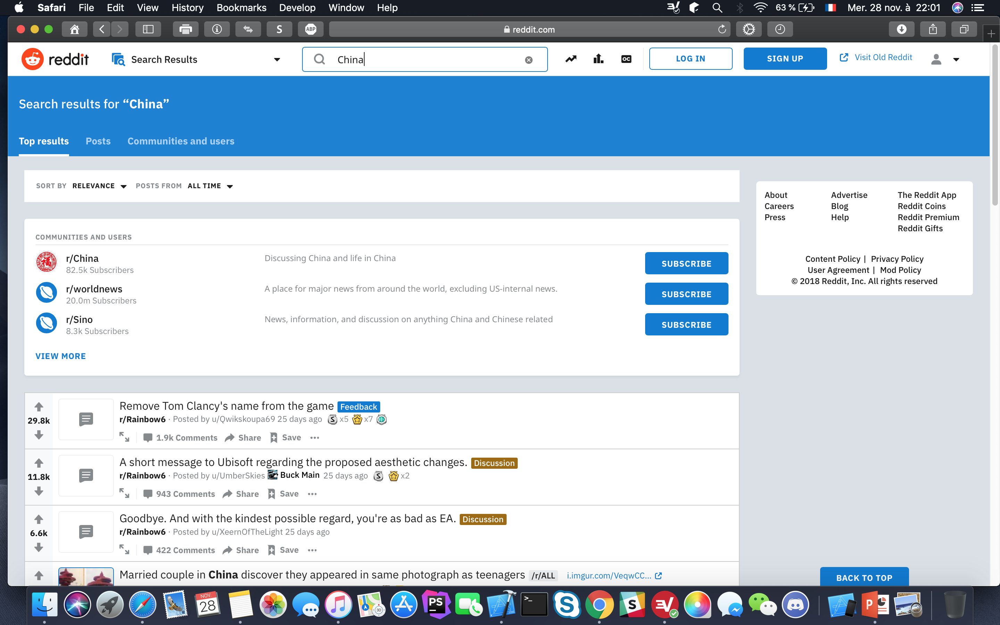 Safari File Edit View History Bookmarks Develop Window Help 63 % Mer. 28 nov. à 22:01
S ABP reddit.com
reddit Search Results China OC LOG IN SIGN UP Visit Old Reddit
Search results for “China”
Top results Posts Communities and users
SORT BY RELEVANCE POSTS FROM ALL TIME
COMMUNITIES AND USERS
r/China Discussing China and life in China SUBSCRIBE
82.5k Subscribers
r/worldnews A place for major news from around the world, excluding US-internal news. SUBSCRIBE
20.0m Subscribers
r/Sino News, information, and discussion on anything China and Chinese related SUBSCRIBE
8.3k Subscribers
VIEW MORE
福
About Advertise The Reddit App
Careers Blog Reddit Coins
Press Help Reddit Premium
Reddit Gifts
Content Policy | Privacy Policy
User Agreement | Mod Policy
© 2018 Reddit, Inc. All rights reserved
Remove Tom Clancy's name from the game Feedback
29.8k r/Rainbow6 · Posted by u/Qwikskoupa69 25 days ago S x5 x7
1.9k Comments Share Save
A short message to Ubisoft regarding the proposed aesthetic changes. Discussion
11.8k r/Rainbow6 · Posted by u/UmberSkies Buck Main 25 days ago S x2
943 Comments Share Save
Goodbye. And with the kindest possible regard, you're as bad as EA. Discussion
6.6k r/Rainbow6 · Posted by u/XeernOfTheLight 25 days ago
422 Comments Share Save
Married couple in China discover they appeared in same photograph as teenagers /r/ALL i.imgur.com/VeqwCC...
BACK TO TOP
NOV. 28 3D PS >_ S S P